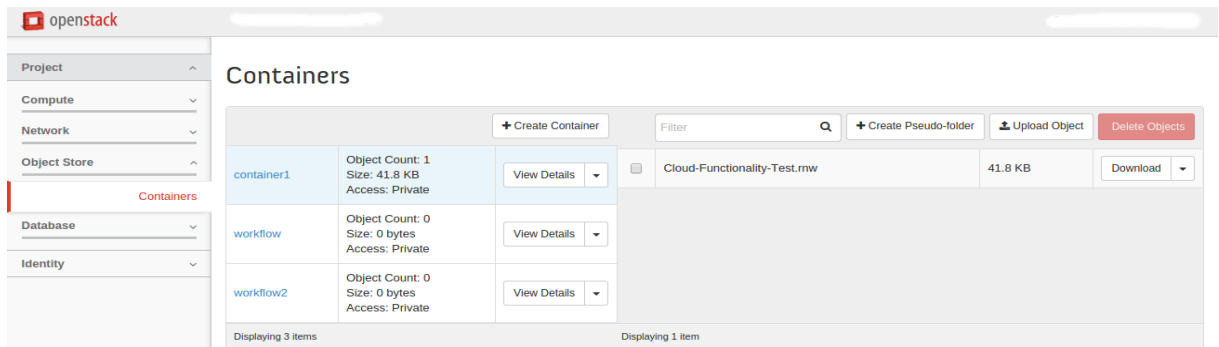 openstack
Project
Compute
Network
Object Store
Containers
Database
Identity
Containers
+ Create Container
container1
Object Count: 1
Size: 41.8 KB
Access: Private
View Details
workflow
Object Count: 0
Size: 0 bytes
Access: Private
View Details
workflow2
Object Count: 0
Size: 0 bytes
Access: Private
View Details
Displaying 3 items
Filter
+ Create Pseudo-folder
Upload Object
Delete Objects
Cloud-Functionality-Test.rnw 41.8 KB Download
Displaying 1 item